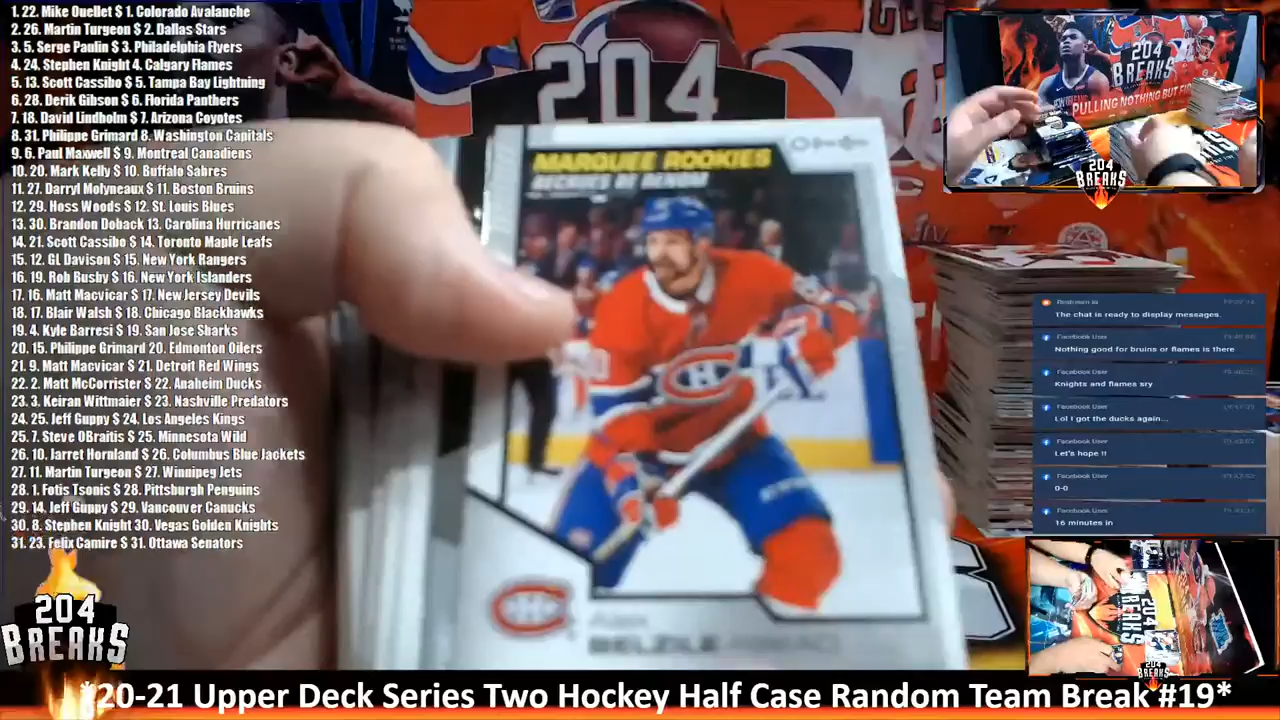 1. 22. Mike Ouellet $ 1. Colorado Avalanche
2. 26. Martin Turgeon $ 2. Dallas Stars
3. 5. Serge Paulin $ 3. Philadelphia Flyers
4. 24. Stephen Knight 4. Calgary Flames
5. 13. Scott Cassibo $ 5. Tampa Bay Lightning
6. 28. Derik Gibson $ 6. Florida Panthers
7. 18. David Lindholm $ 7. Arizona Coyotes
8. 31. Philippe Grimard 8. Washington Capitals
9. 6. Paul Maxwell $ 9. Montreal Canadiens
10. 20. Mark Kelly $ 10. Buffalo Sabres
11. 27. Darryl Molyneaux $ 11. Boston Bruins
12. 29. Hoss Woods $ 12. St. Louis Blues
13. 30. Brandon Doback 13. Carolina Hurricanes
14. 21. Scott Cassibo $ 14. Toronto Maple Leafs
15. 12. GL Davison $ 15. New York Rangers
16. 19. Rob Busby $ 16. New York Islanders
17. 16. Matt Macvicar $ 17. New Jersey Devils
18. 17. Blair Walsh $ 18. Chicago Blackhawks
19. 4. Kyle Barresi $ 19. San Jose Sharks
20. 15. Philippe Grimard 20. Edmonton Oilers
21. 9. Matt Macvicar $ 21. Detroit Red Wings
22. 2. Matt McCorrister $ 22. Anaheim Ducks
23. 3. Keiran Wittmaier $ 23. Nashville Predators
24. 25. Jeff Guppy $ 24. Los Angeles Kings
25. 7. Steve OBraitis $ 25. Minnesota Wild
26. 10. Jarret Hornland $ 26. Columbus Blue Jackets
27. 11. Martin Turgeon $ 27. Winnipeg Jets
28. 1. Fotis Tsonis $ 28. Pittsburgh Penguins
29. 14. Jeff Guppy $ 29. Vancouver Canucks
30. 8. Stephen Knight 30. Vegas Golden Knights
31. 23. Felix Camire $ 31. Ottawa Senators
204
BREAKS
204
MARQUEE ROOKIES
BELZILE
204
BREAKS
PULLING NOTHING BUT
204
BREAKS
Restream.io
The chat is ready to display messages.
Facebook User
Nothing good for bruins or flames is there
Facebook User
Knights and flames sry
Facebook User
Lol I got the ducks again...
Facebook User
Let's hope !!
Facebook User
0-0
Facebook User
16 minutes in
204
BREAKS
204
BREAKS
*20-21 Upper Deck Series Two Hockey Half Case Random Team Break #19*